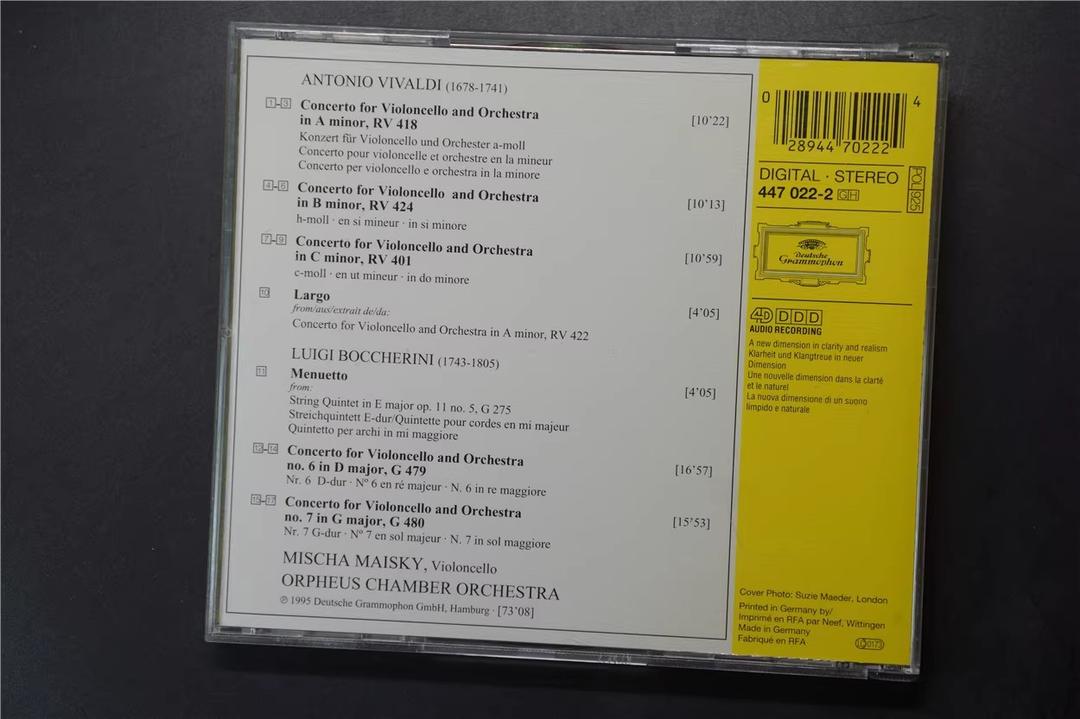 ANTONIO VIVALDI (1678-1741)
1-3 Concerto for Violoncello and Orchestra
in A minor, RV 418 [10'22]
Konzert für Violoncello und Orchester a-moll
Concerto pour violoncelle et orchestre en la mineur
Concerto per violoncello e orchestra in la minore
4-6 Concerto for Violoncello and Orchestra
in B minor, RV 424 [10'13]
h-moll · en si mineur · in si minore
7-9 Concerto for Violoncello and Orchestra
in C minor, RV 401 [10'59]
c-moll · en ut mineur · in do minore
10 Largo [4'05]
from/aus/extrait de/da:
Concerto for Violoncello and Orchestra in A minor, RV 422
LUIGI BOCCHERINI (1743-1805)
11 Menuetto [4'05]
from:
String Quintet in E major op. 11 no. 5, G 275
Streichquintett E-dur/Quintette pour cordes en mi majeur
Quintetto per archi in mi maggiore
12-14 Concerto for Violoncello and Orchestra
no. 6 in D major, G 479 [16'57]
Nr. 6 D-dur · Nº 6 en ré majeur · N. 6 in re maggiore
15-17 Concerto for Violoncello and Orchestra
no. 7 in G major, G 480 [15'53]
Nr. 7 G-dur · Nº 7 en sol majeur · N. 7 in sol maggiore
MISCHA MAISKY, Violoncello
ORPHEUS CHAMBER ORCHESTRA
℗ 1995 Deutsche Grammophon GmbH, Hamburg · [73'08]
0 28944 70222 4
DIGITAL · STEREO
447 022-2 GH
POL 925
Deutsche
Grammophon
4D DDD
AUDIO RECORDING
A new dimension in clarity and realism
Klarheit und Klangtreue in neuer
Dimension
Une nouvelle dimension dans la clarté
et le naturel
La nuova dimensione di un suono
limpido e naturale
Cover Photo: Suzie Maeder, London
Printed in Germany by/
Imprimé en RFA par Neef, Wittingen
Made in Germany
Fabriqué en RFA
LC 0173